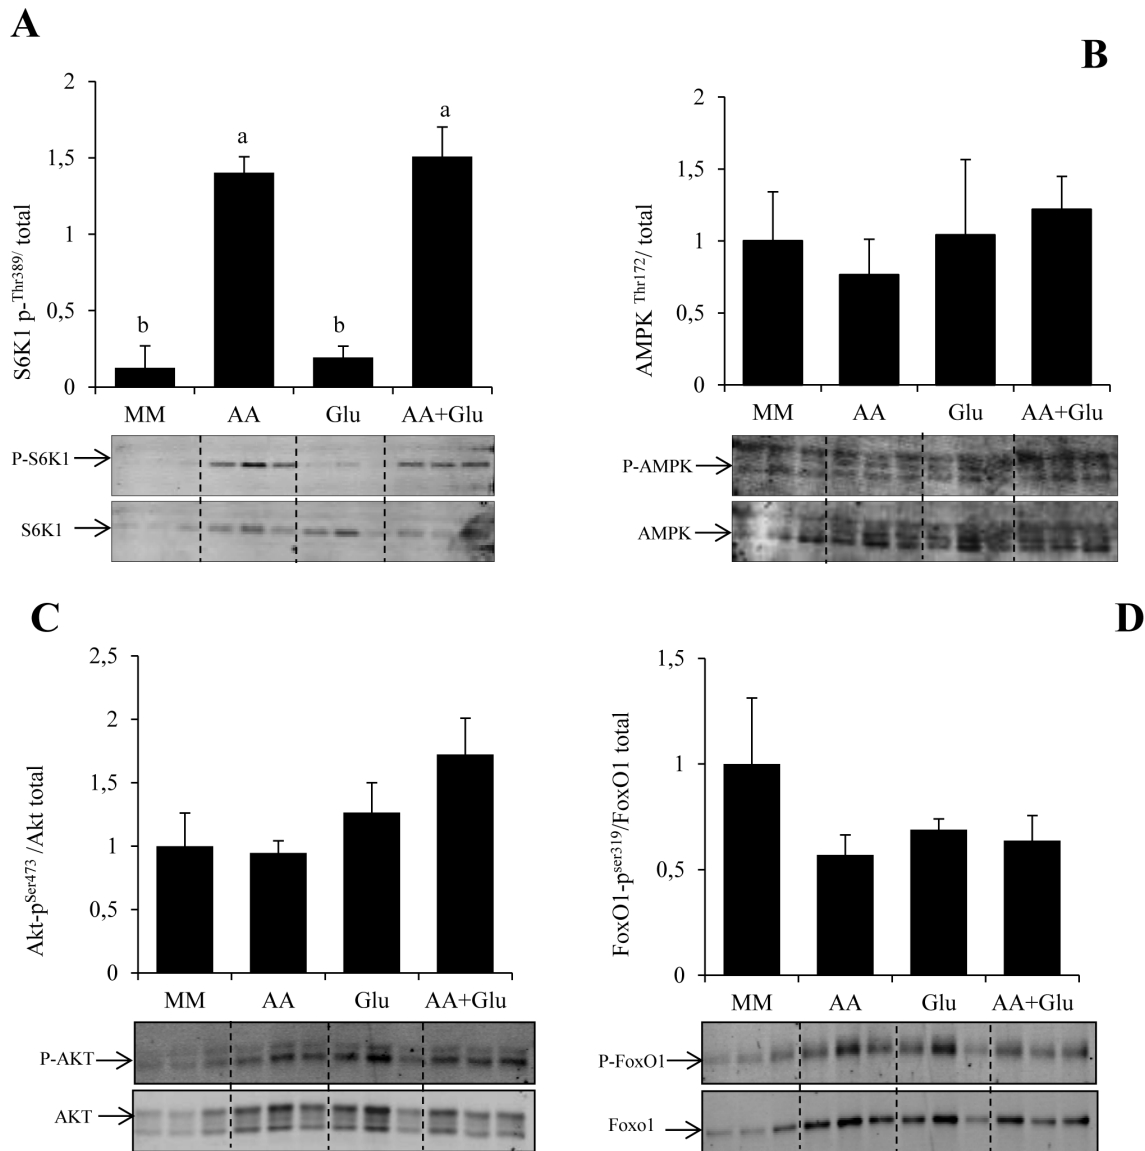 A
S6K1 p-Thr389/ total
2
1,5
1
0,5
0
a
a
b
b
MM AA Glu AA+Glu
P-S6K1
S6K1
B
AMPK Thr172/ total
2
1,5
1
0,5
0
MM AA Glu AA+Glu
P-AMPK
AMPK
C
Akt-pSer473 /Akt total
2,5
2
1,5
1
0,5
0
MM AA Glu AA+Glu
P-AKT
AKT
D
FoxO1-pser319/FoxO1 total
1,5
1
0,5
0
MM AA Glu AA+Glu
P-FoxO1
Foxo1